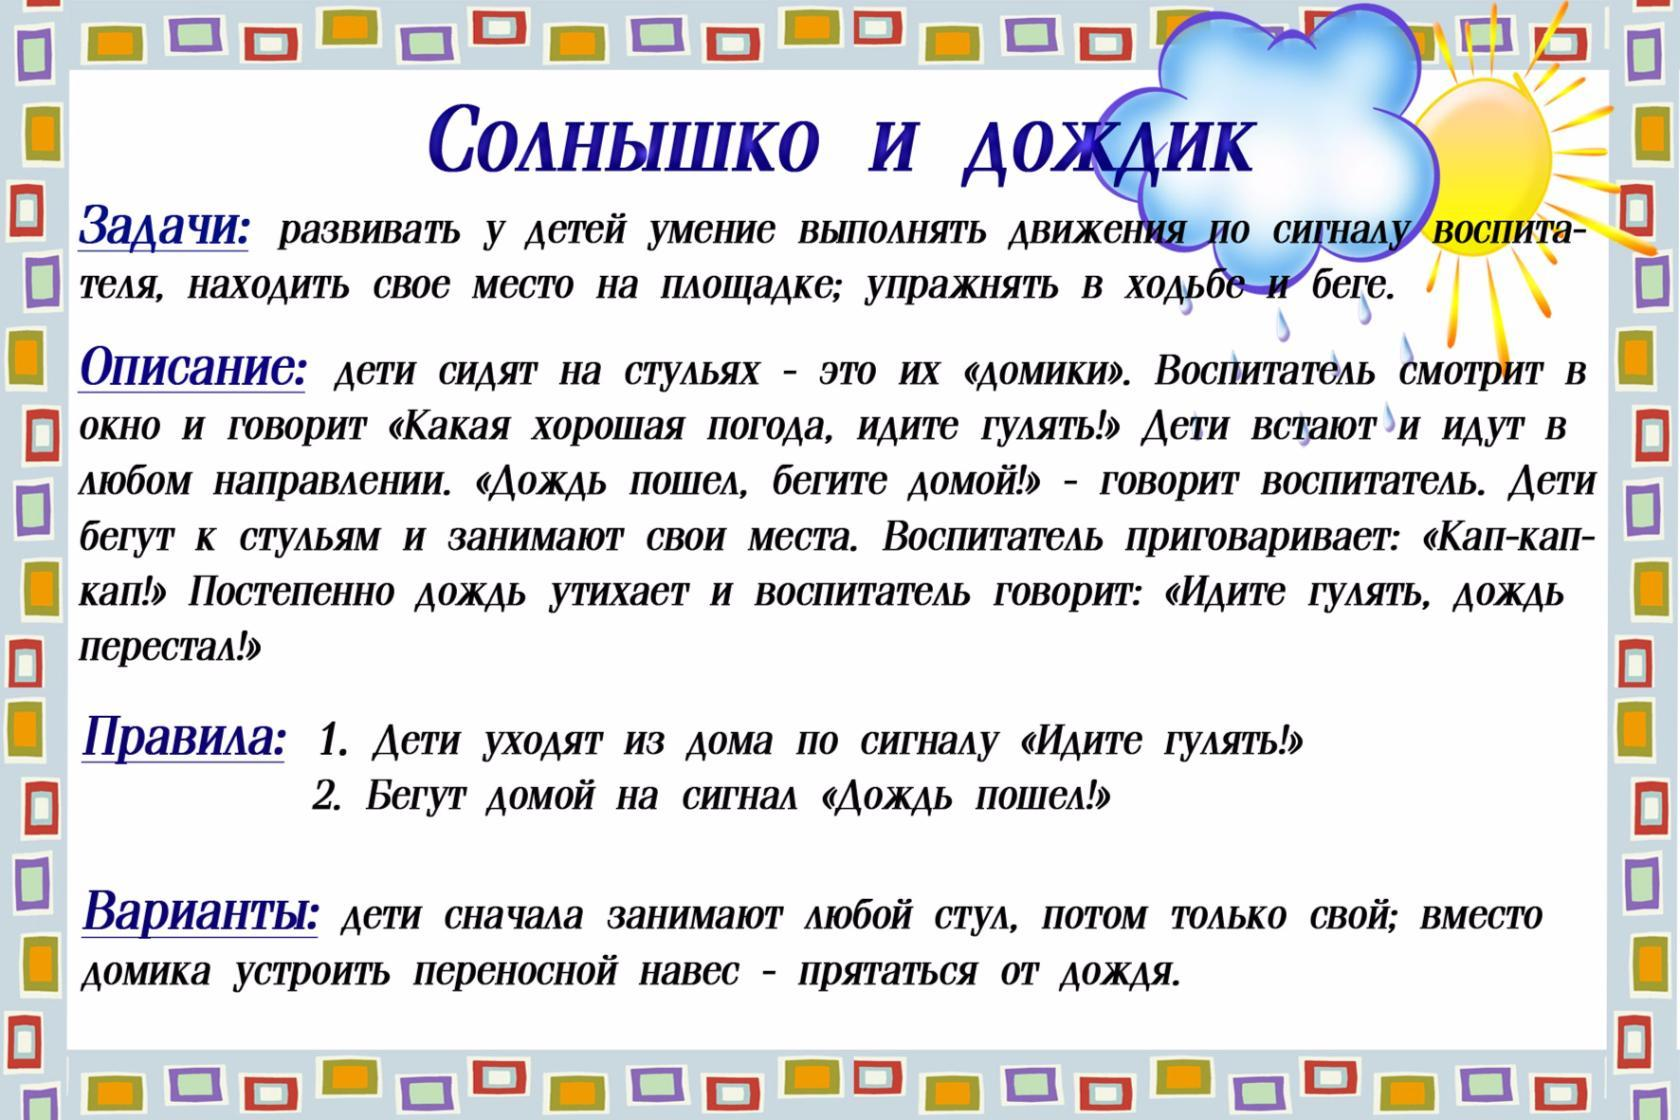 Солнышко и дождик
Задачи: развивать у детей умение выполнять движения по сигналу воспита-
теля, находить свое место на площадке; упражнять в ходьбе и беге.
Описание: дети сидят на стульях - это их «домики». Воспитатель смотрит в
окно и говорит «Какая хорошая погода, идите гулять!» Дети встают и идут в
любом направлении. «Дождь пошел, бегите домой!» - говорит воспитатель. Дети
бегут к стульям и занимают свои места. Воспитатель приговаривает: «Кап-кап-
кап!» Постепенно дождь утихает и воспитатель говорит: «Идите гулять, дождь
перестал!»
Правила: 1. Дети уходят из дома по сигналу «Идите гулять!»
2. Бегут домой на сигнал «Дождь пошел!»
Варианты: дети сначала занимают любой стул, потом только свой; вместо
домика устроить переносной навес - прятаться от дождя.